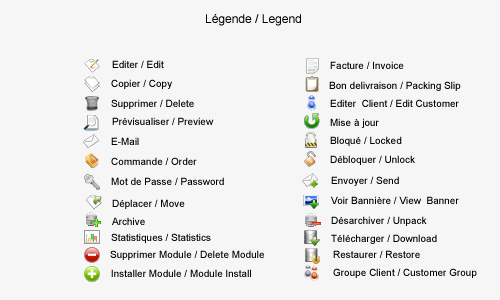 Légende / Legend
Editer / Edit
Copier / Copy
Supprimer / Delete
Prévisualiser / Preview
E-Mail
Commande / Order
Mot de Passe / Password
Déplacer / Move
Archive
Statistiques / Statistics
Supprimer Module / Delete Module
Installer Module / Module Install
Facture / Invoice
Bon delivraison / Packing Slip
Editer Client / Edit Customer
Mise à jour
Bloqué / Locked
Débloquer / Unlock
Envoyer / Send
Voir Bannière / View Banner
Désarchiver / Unpack
Télécharger / Download
Restaurer / Restore
Groupe Client / Customer Group